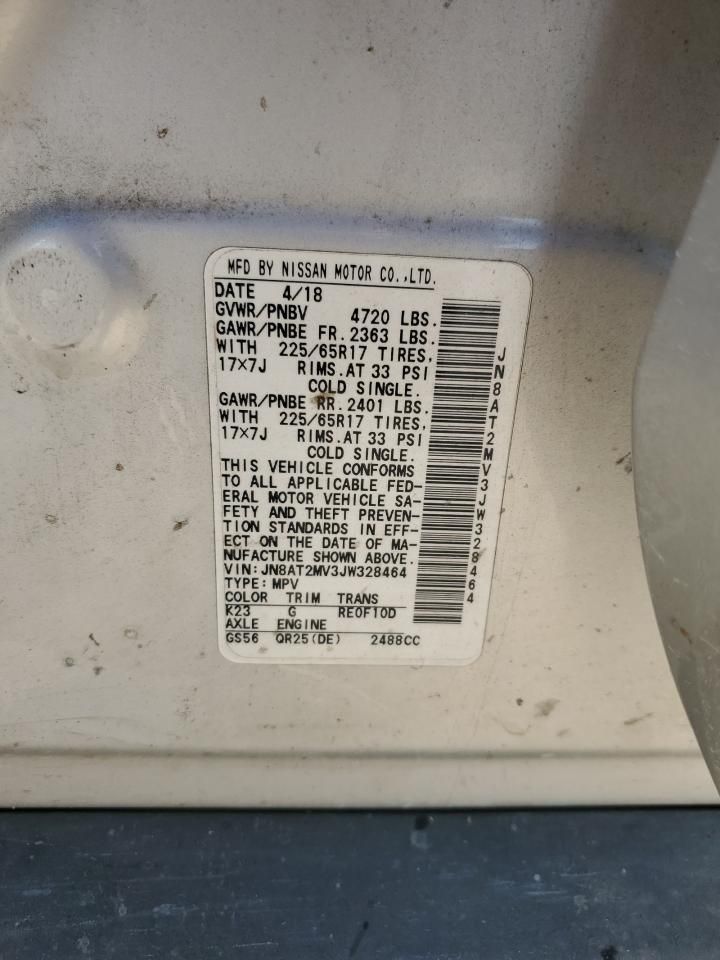 MFD BY NISSAN MOTOR CO.,LTD.
DATE 4/18
GVWR/PNBV 4720 LBS.
GAWR/PNBE FR. 2363 LBS.
WITH 225/65R17 TIRES,
17×7J RIMS.AT 33 PSI
COLD SINGLE.
GAWR/PNBE RR. 2401 LBS.
WITH 225/65R17 TIRES,
17×7J RIMS.AT 33 PSI
COLD SINGLE.
THIS VEHICLE CONFORMS
TO ALL APPLICABLE FED-
ERAL MOTOR VEHICLE SA-
FETY AND THEFT PREVEN-
TION STANDARDS IN EFF-
ECT ON THE DATE OF MA-
NUFACTURE SHOWN ABOVE.
VIN:JN8AT2MV3JW328464
TYPE:MPV
COLOR TRIM TRANS
K23 G RE0F10D
AXLE ENGINE
GS56 QR25(DE) 2488CC
JN8AT2MV3JW328464